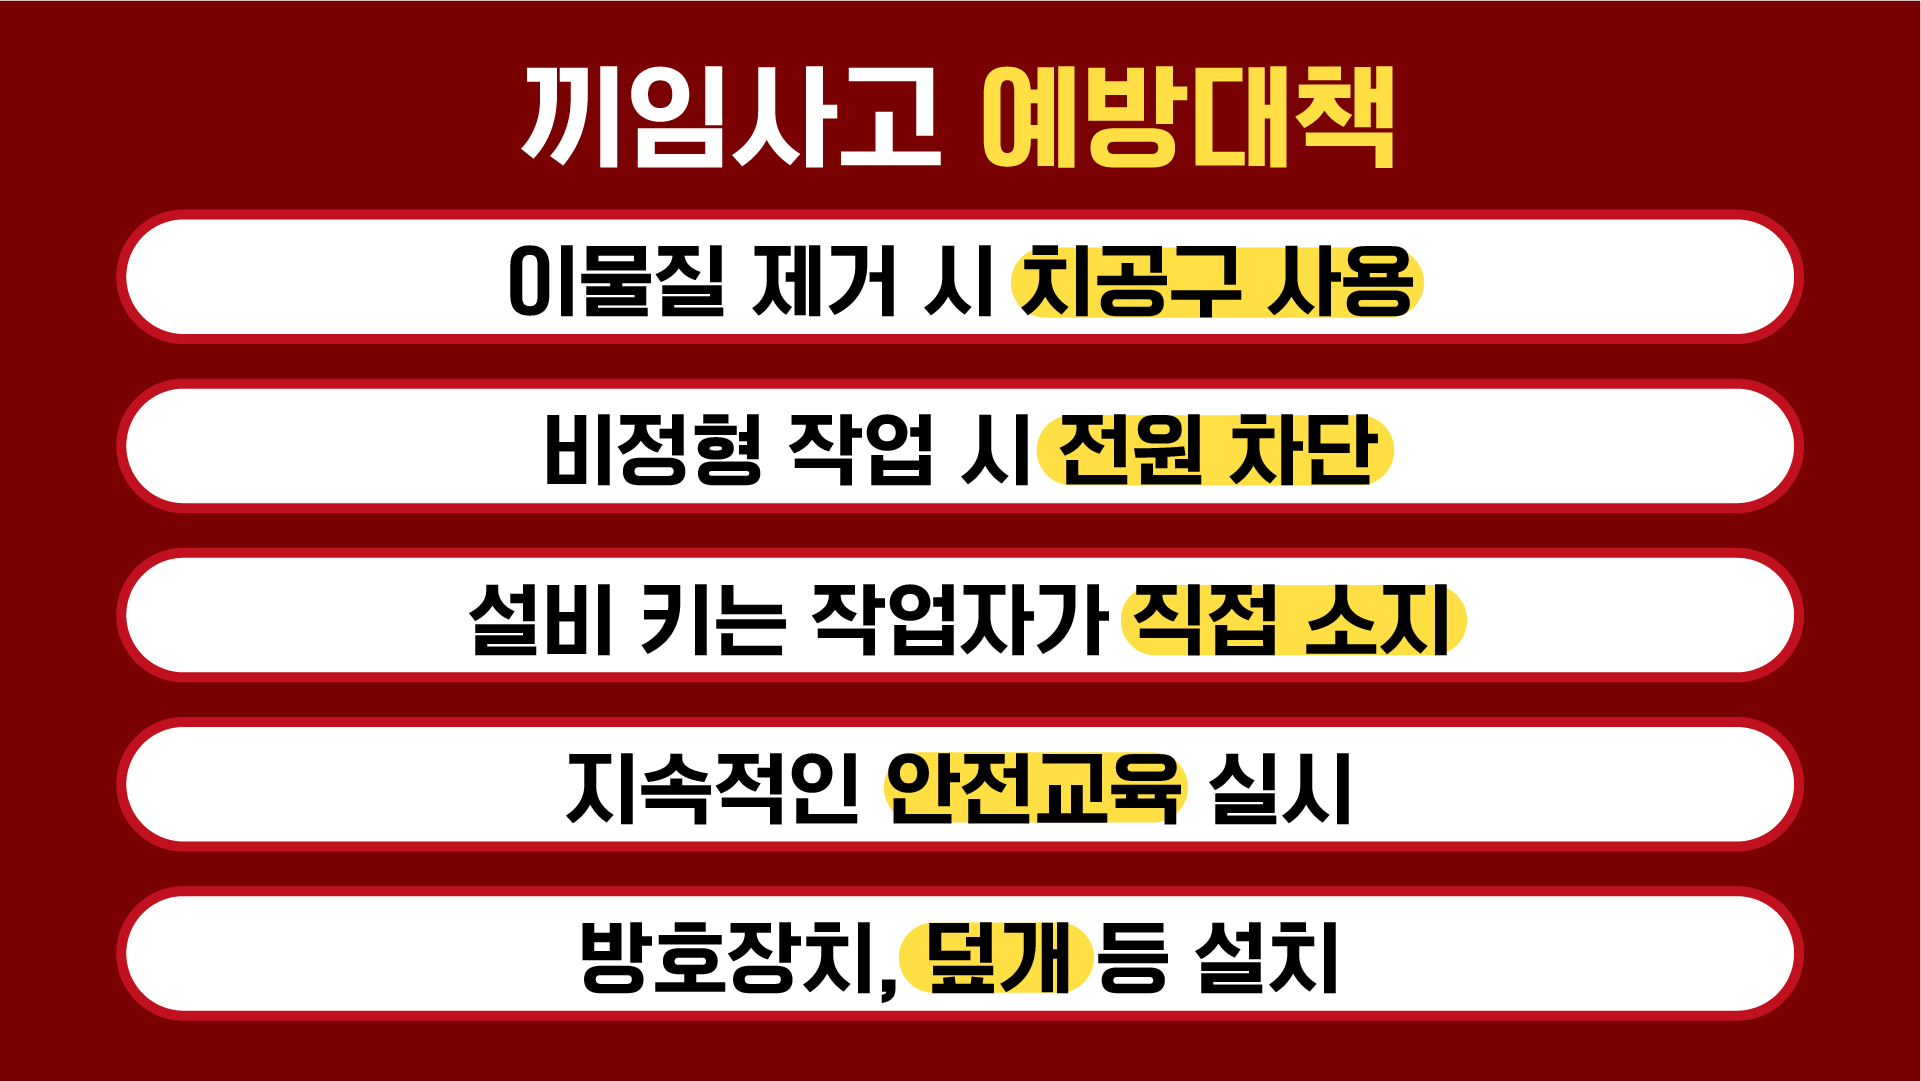 끼임사고 예방대책
이물질 제거 시 치공구 사용
비정형 작업 시 전원 차단
설비 키는 작업자가 직접 소지
지속적인 안전교육 실시
방호장치, 덮개 등 설치